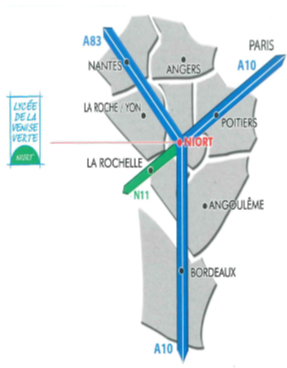 A83
PARIS
A10
NANTES
ANGERS
LYCÉE
DE LA
VENISE
VERTE
NIORT
LA ROCHE / YON
POITIERS
NIORT
LA ROCHELLE
N11
ANGOULÊME
BORDEAUX
A10